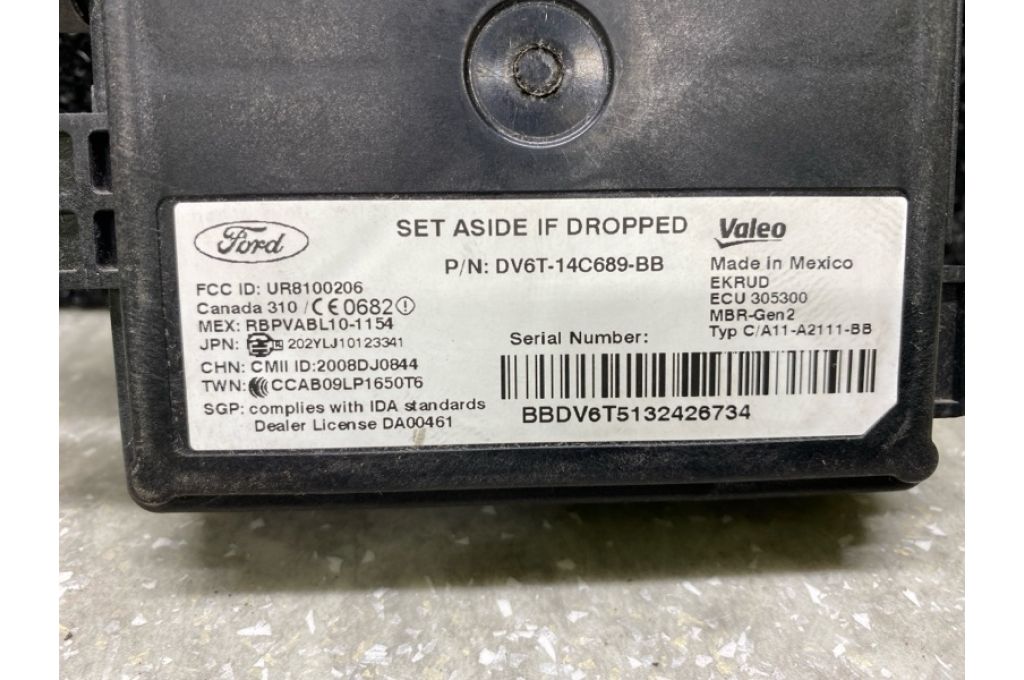 Ford
SET ASIDE IF DROPPED
Valeo
P/N: DV6T-14C689-BB
Made in Mexico
EKRUD
ECU 305300
MBR-Gen2
Typ C/A11-A2111-BB
FCC ID: UR8100206
Canada 310 / CE 0682
MEX: RBPVABL10-1154
JPN: R 202YLJ10123341
CHN: CMII ID:2008DJ0844
TWN: CCAB09LP1650T6
SGP: complies with IDA standards
Dealer License DA00461
Serial Number:
BBDV6T5132426734